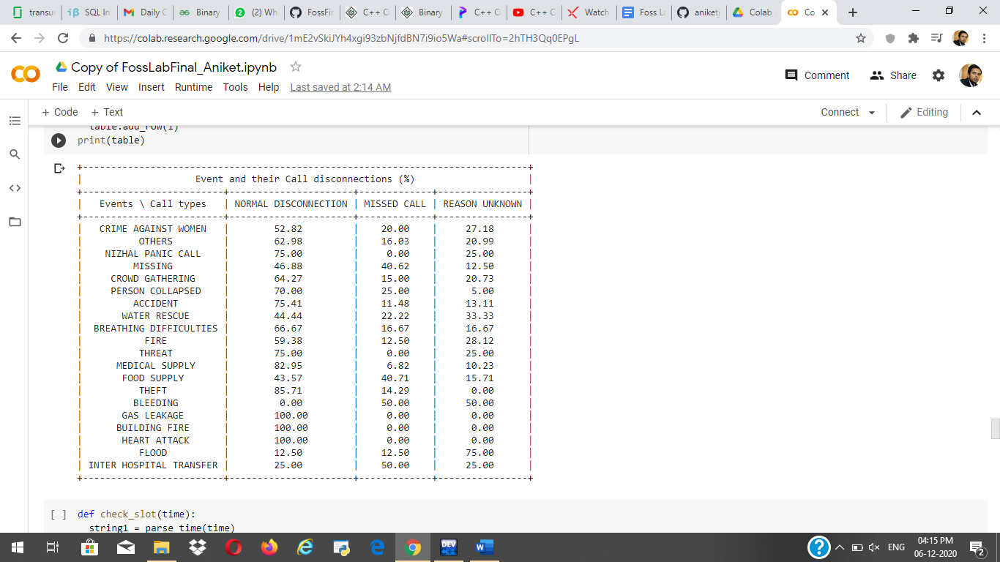 transur
SQL In
Daily C
Binary
(2) Wh
FossFin
C++ C
Binary
C++ C
C++ C
Watch
Foss La
aniketj
Colab
Co
https://colab.research.google.com/drive/1mE2vSkiJYh4xgi93zbNjfdBN7i9io5Wa#scrollTo=2hTH3Qq0EPgL
Copy of FossLabFinal_Aniket.ipynb
Comment Share
File Edit View Insert Runtime Tools Help Last saved at 2:14 AM
+ Code + Text Connect Editing
table.add_row(i)
print(table)
Event and their Call disconnections (%)
Events \ Call types | NORMAL DISCONNECTION | MISSED CALL | REASON UNKNOWN
CRIME AGAINST WOMEN | 52.82 | 20.00 | 27.18
OTHERS | 62.98 | 16.03 | 20.99
NIZHAL PANIC CALL | 75.00 | 0.00 | 25.00
MISSING | 46.88 | 40.62 | 12.50
CROWD GATHERING | 64.27 | 15.00 | 20.73
PERSON COLLAPSED | 70.00 | 25.00 | 5.00
ACCIDENT | 75.41 | 11.48 | 13.11
WATER RESCUE | 44.44 | 22.22 | 33.33
BREATHING DIFFICULTIES | 66.67 | 16.67 | 16.67
FIRE | 59.38 | 12.50 | 28.12
THREAT | 75.00 | 0.00 | 25.00
MEDICAL SUPPLY | 82.95 | 6.82 | 10.23
FOOD SUPPLY | 43.57 | 40.71 | 15.71
THEFT | 85.71 | 14.29 | 0.00
BLEEDING | 0.00 | 50.00 | 50.00
GAS LEAKAGE | 100.00 | 0.00 | 0.00
BUILDING FIRE | 100.00 | 0.00 | 0.00
HEART ATTACK | 100.00 | 0.00 | 0.00
FLOOD | 12.50 | 12.50 | 75.00
INTER HOSPITAL TRANSFER | 25.00 | 50.00 | 25.00
[ ] def check_slot(time):
string1 = parse_time(time)
ENG
04:15 PM
06-12-2020
2